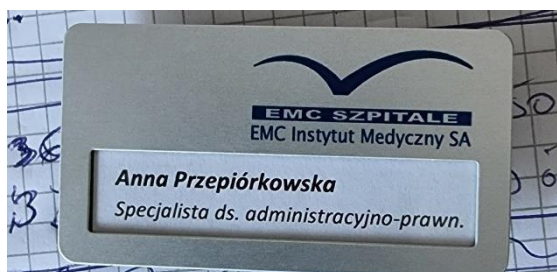 EMC SZPITALE
EMC Instytut Medyczny SA
Anna Przepiórkowska
Specjalista ds. administracyjno-prawn.